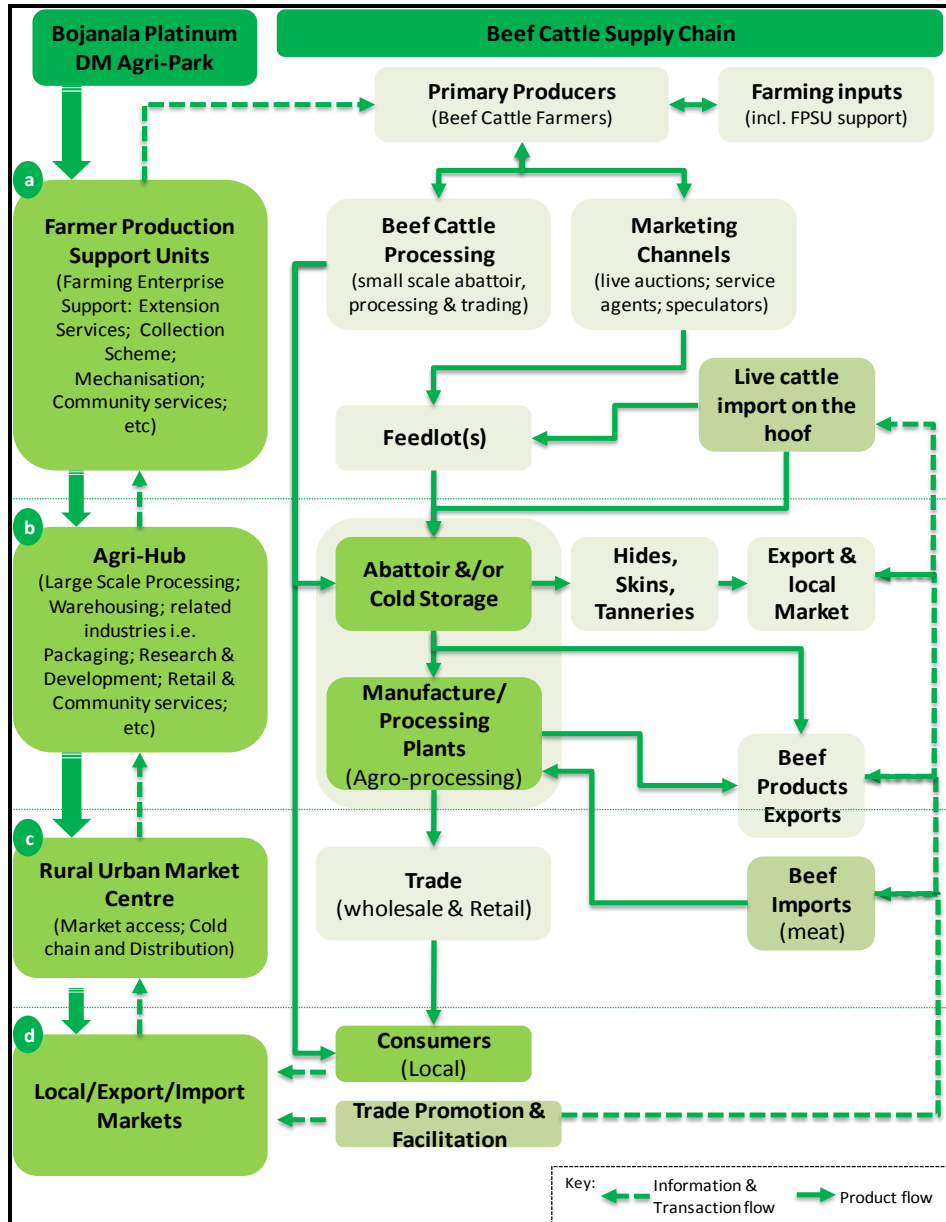 Bojanala Platinum
DM Agri-Park
Beef Cattle Supply Chain
Primary Producers
(Beef Cattle Farmers)
Farming inputs
(incl. FPSU support)
a
Farmer Production
Support Units
(Farming Enterprise
Support: Extension
Services; Collection
Scheme;
Mechanisation;
Community services;
etc)
Beef Cattle
Processing
(small scale abattoir,
processing & trading)
Marketing
Channels
(live auctions; service
agents; speculators)
Live cattle
import on the
hoof
Feedlot(s)
b
Agri-Hub
(Large Scale Processing;
Warehousing; related
industries i.e.
Packaging; Research &
Development; Retail &
Community services;
etc)
Abattoir &/or
Cold Storage
Hides,
Skins,
Tanneries
Export &
local
Market
Manufacture/
Processing
Plants
(Agro-processing)
Beef
Products
Exports
c
Rural Urban Market
Centre
(Market access; Cold
chain and Distribution)
Trade
(wholesale & Retail)
Beef
Imports
(meat)
d
Local/Export/Import
Markets
Consumers
(Local)
Trade Promotion &
Facilitation
Key:
Information &
Transaction flow
Product flow